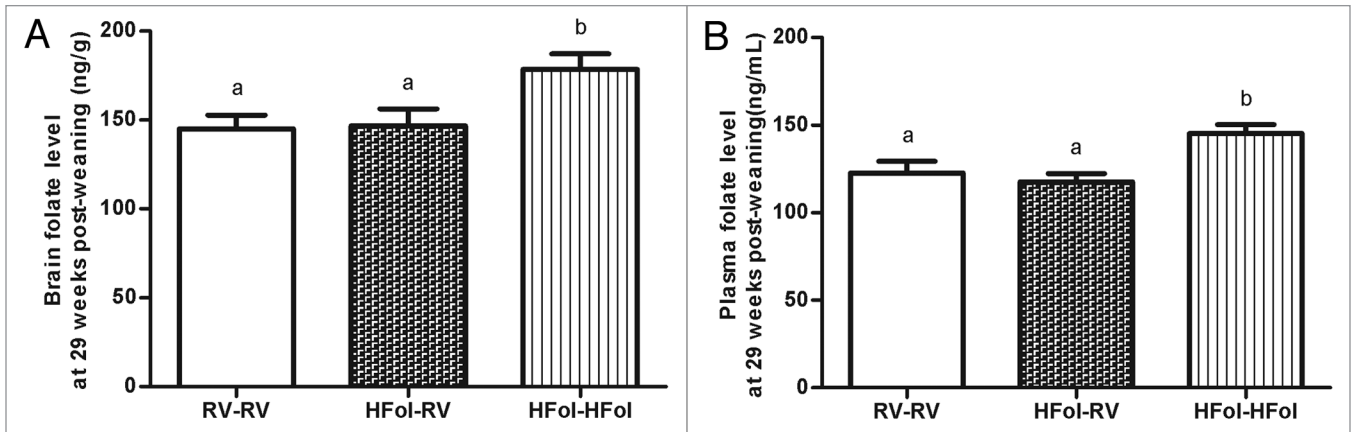 A
Brain folate level
at 29 weeks post-weaning (ng/g)
200
150
100
50
0
a
a
b
RV-RV
HFol-RV
HFol-HFol
B
Plasma folate level
at 29 weeks post-weaning(ng/mL)
200
150
100
50
0
a
a
b
RV-RV
HFol-RV
HFol-HFol